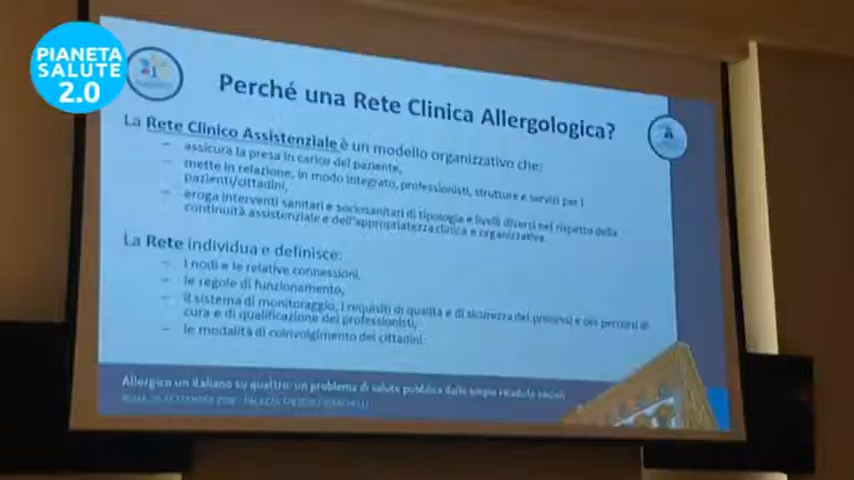 PIANETA
SALUTE
2.0
Perché una Rete Clinica Allergologica?
La Rete Clinico Assistenziale è un modello organizzativo che:
– assicura la presa in carico del paziente,
– mette in relazione, in modo integrato, professionisti, strutture e servizi per i
pazienti/cittadini,
– eroga interventi sanitari e sociosanitari di tipologia e livelli diversi nel rispetto della
continuità assistenziale e dell'appropriatezza clinica e organizzativa
La Rete individua e definisce:
– i nodi e le relative connessioni,
– le regole di funzionamento,
– il sistema di monitoraggio, i requisiti di qualità e di sicurezza dei processi e dei percorsi di
cura e di qualificazione dei professionisti,
– le modalità di coinvolgimento dei cittadini
Allergico un italiano su quattro: un problema di salute pubblica dalle ampie ricadute sociali
ROMA, SETTEMBRE PALAZZO